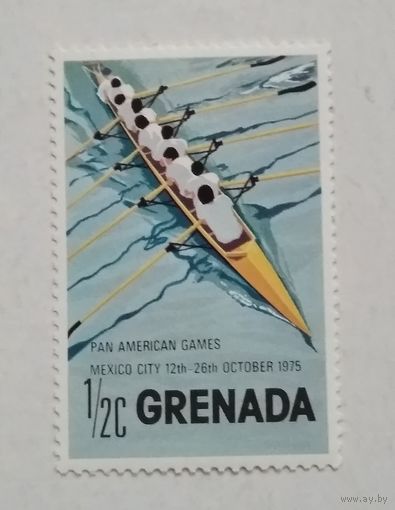 PAN AMERICAN GAMES
MEXICO CITY 12th-26th OCTOBER 1975
1/2C GRENADA
www.ay.by